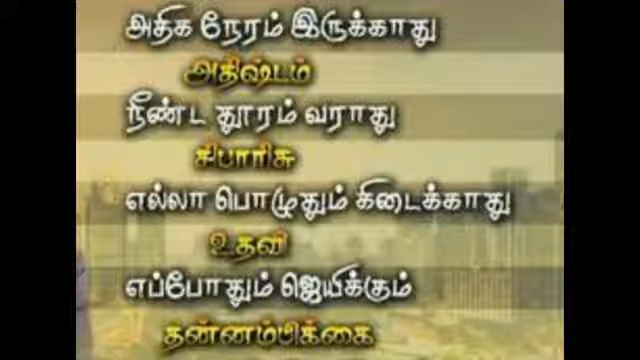 அதிக நேரம் இருக்காது
அதிஷ்டம்
நீண்ட தூரம் வராது
சிபாரிசு
எல்லா பொழுதும் கிடைக்காது
உதவி
எப்போதும் ஜெயிக்கும்
தன்னம்பிக்கை